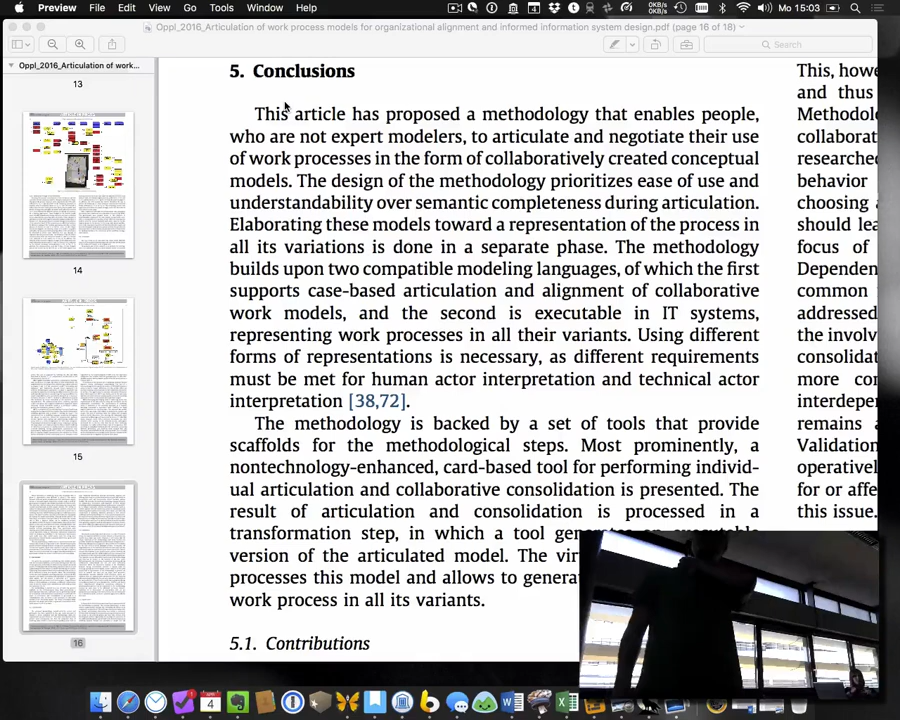 Preview File Edit View Go Tools Window Help
0KB/s
0KB/s
Mo 15:03
Oppl_2016_Articulation of work process models for organizational alignment and informed information system design.pdf (page 16 of 18)
Search
Oppl_2016_Articulation of work...
13
14
15
16
5. Conclusions
This article has proposed a methodology that enables people,
who are not expert modelers, to articulate and negotiate their use
of work processes in the form of collaboratively created conceptual
models. The design of the methodology prioritizes ease of use and
understandability over semantic completeness during articulation.
Elaborating these models toward a representation of the process in
all its variations is done in a separate phase. The methodology
builds upon two compatible modeling languages, of which the first
supports case-based articulation and alignment of collaborative
work models, and the second is executable in IT systems,
representing work processes in all their variants. Using different
forms of representations is necessary, as different requirements
must be met for human actor interpretation and technical actor
interpretation [38,72].
The methodology is backed by a set of tools that provide
scaffolds for the methodological steps. Most prominently, a
nontechnology-enhanced, card-based tool for performing individ-
ual articulation and collaborative consolidation is presented. The
result of articulation and consolidation is processed in a
transformation step, in which a tool
version of the articulated model. The
processes this model and allows to
work process in all its variants.
5.1. Contributions
This,
and thus
collaborat
researche
behavior
choosing
should lea
focus of
common
addressed
the involv
consolidat
more
interdepen
remains
Validation
operativel
for or affe
this issue.
4